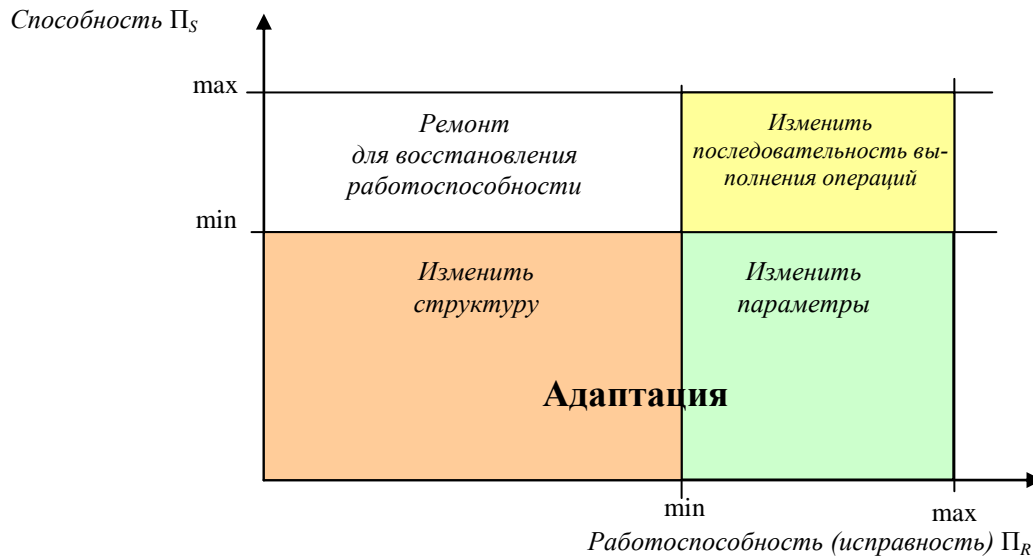 Способность П_S
max
Ремонт
для восстановления
работоспособности
Изменить
последовательность вы-
полнения операций
min
Изменить
структуру
Изменить
параметры
Адаптация
min
max
Работоспособность (исправность) П_R